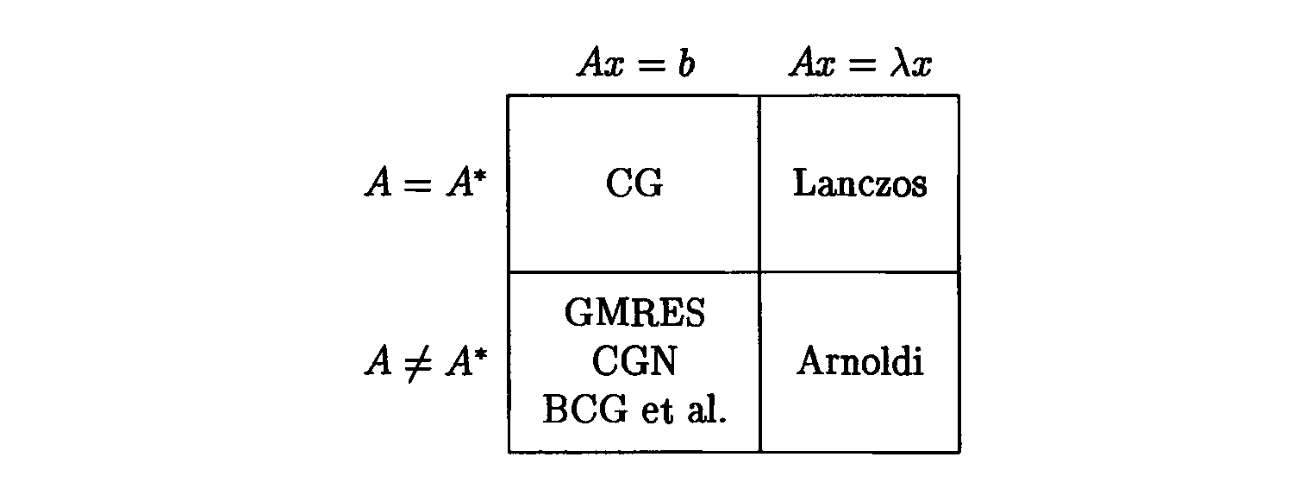 Ax = b Ax = λx
A = A* CG Lanczos
GMRES
A ≠ A* CGN Arnoldi
BCG et al.